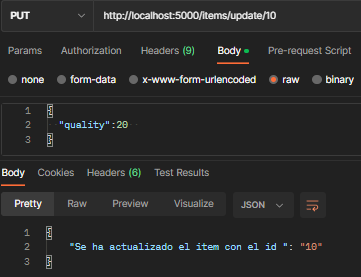 PUT http://localhost:5000/items/update/10
Params Authorization Headers (9) Body Pre-request Script
none form-data x-www-form-urlencoded raw binary
1 {
2 "quality":20
3 }
Body Cookies Headers (6) Test Results
Pretty Raw Preview Visualize JSON
1 {
2 "Se ha actualizado el item con el id ": "10"
3 }